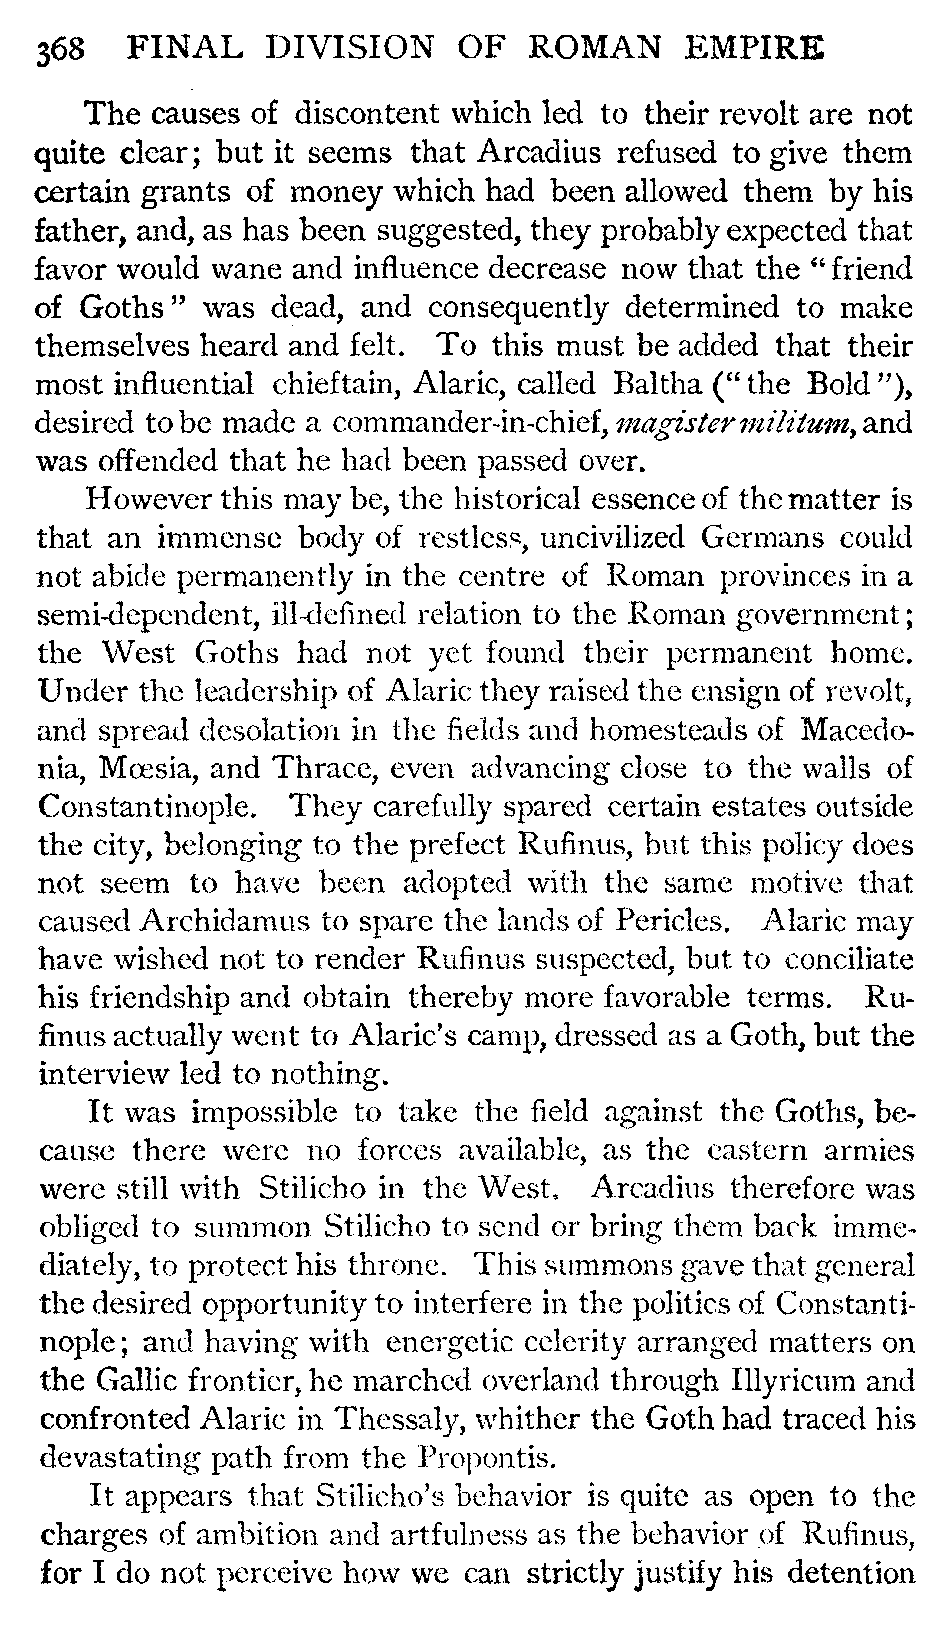 368 FINAL DIVISION OF ROMAN EMPIRE
The causes of discontent which led to their revolt are not
quite clear; but it seems that Arcadius refused to give them
certain grants of money which had been allowed them by his
father, and, as has been suggested, they probably expected that
favor would wane and influence decrease now that the “friend
of Goths” was dead, and consequently determined to make
themselves heard and felt. To this must be added that their
most influential chieftain, Alaric, called Baltha (“the Bold”),
desired to be made a commander-in-chief, magister militum, and
was offended that he had been passed over.
However this may be, the historical essence of the matter is
that an immense body of restless, uncivilized Germans could
not abide permanently in the centre of Roman provinces in a
semi-dependent, ill-defined relation to the Roman government;
the West Goths had not yet found their permanent home.
Under the leadership of Alaric they raised the ensign of revolt,
and spread desolation in the fields and homesteads of Macedo-
nia, Mœsia, and Thrace, even advancing close to the walls of
Constantinople. They carefully spared certain estates outside
the city, belonging to the prefect Rufinus, but this policy does
not seem to have been adopted with the same motive that
caused Archidamus to spare the lands of Pericles. Alaric may
have wished not to render Rufinus suspected, but to conciliate
his friendship and obtain thereby more favorable terms. Ru-
finus actually went to Alaric's camp, dressed as a Goth, but the
interview led to nothing.
It was impossible to take the field against the Goths, be-
cause there were no forces available, as the eastern armies
were still with Stilicho in the West. Arcadius therefore was
obliged to summon Stilicho to send or bring them back imme-
diately, to protect his throne. This summons gave that general
the desired opportunity to interfere in the politics of Constanti-
nople; and having with energetic celerity arranged matters on
the Gallic frontier, he marched overland through Illyricum and
confronted Alaric in Thessaly, whither the Goth had traced his
devastating path from the Propontis.
It appears that Stilicho's behavior is quite as open to the
charges of ambition and artfulness as the behavior of Rufinus,
for I do not perceive how we can strictly justify his detention